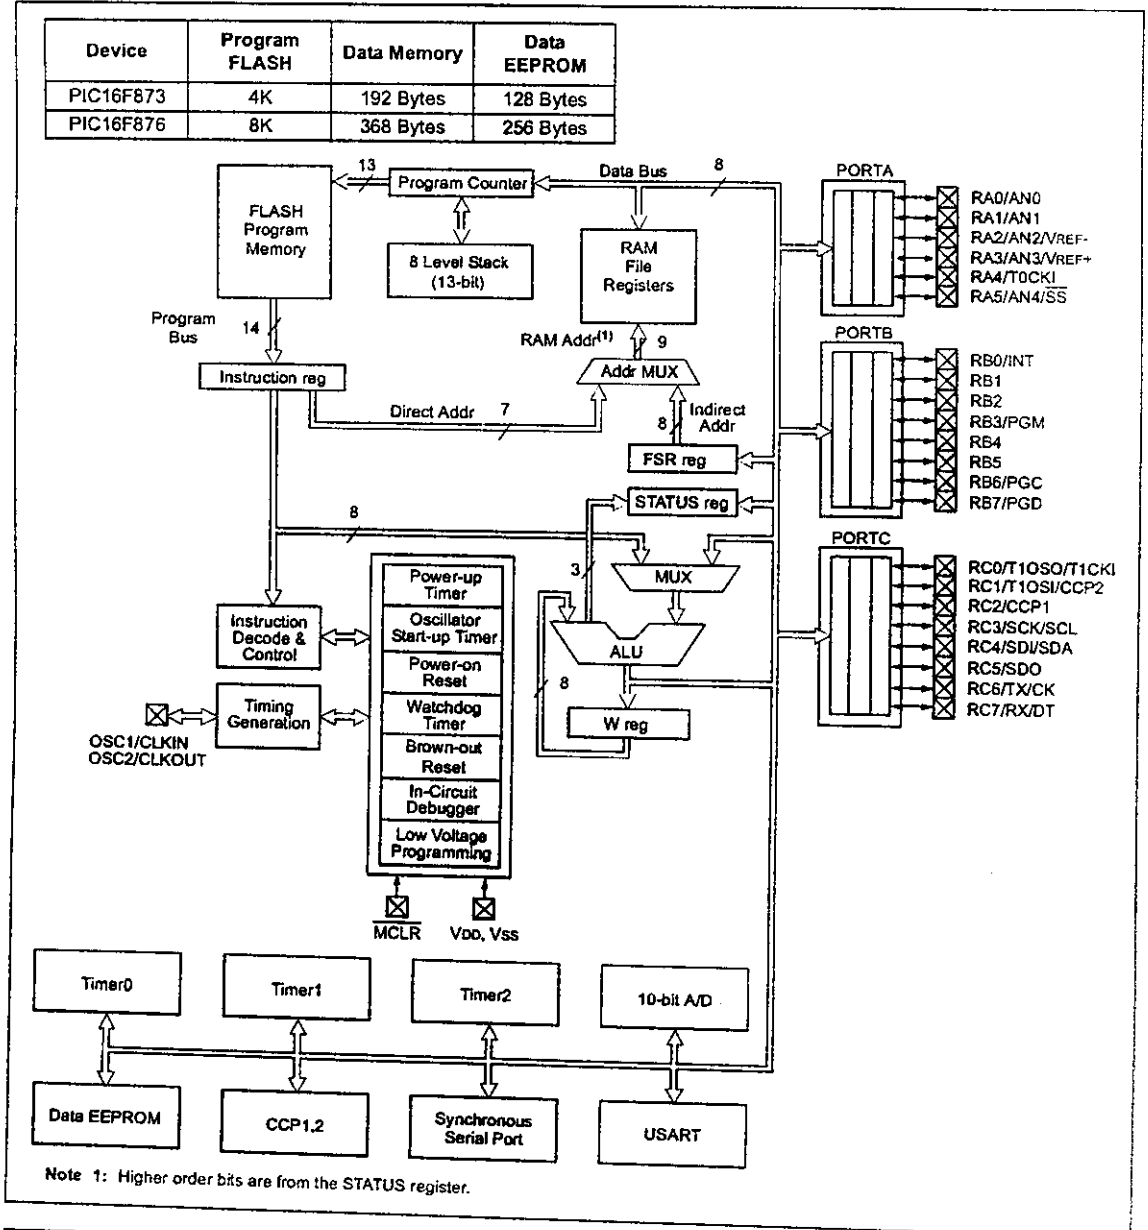 Device Program FLASH Data Memory Data EEPROM
PIC16F873 4K 192 Bytes 128 Bytes
PIC16F876 8K 368 Bytes 256 Bytes
FLASH
Program
Memory
13
Program Counter
Data Bus
8
8 Level Stack
(13-bit)
RAM
File
Registers
Program
Bus
14
RAM Addr(1)
9
Instruction reg
Addr MUX
Direct Addr
7
8
Indirect
Addr
FSR reg
STATUS reg
8
3
MUX
Power-up
Timer
Oscillator
Start-up Timer
Power-on
Reset
Watchdog
Timer
Brown-out
Reset
In-Circuit
Debugger
Low Voltage
Programming
Instruction
Decode &
Control
Timing
Generation
OSC1/CLKIN
OSC2/CLKOUT
ALU
8
W reg
MCLR
VDD, VSS
PORTA
RA0/AN0
RA1/AN1
RA2/AN2/VREF-
RA3/AN3/VREF+
RA4/T0CKI
RA5/AN4/SS
PORTB
RB0/INT
RB1
RB2
RB3/PGM
RB4
RB5
RB6/PGC
RB7/PGD
PORTC
RC0/T1OSO/T1CKI
RC1/T1OSI/CCP2
RC2/CCP1
RC3/SCK/SCL
RC4/SDI/SDA
RC5/SDO
RC6/TX/CK
RC7/RX/DT
Timer0
Timer1
Timer2
10-bit A/D
Data EEPROM
CCP1,2
Synchronous
Serial Port
USART
Note 1: Higher order bits are from the STATUS register.